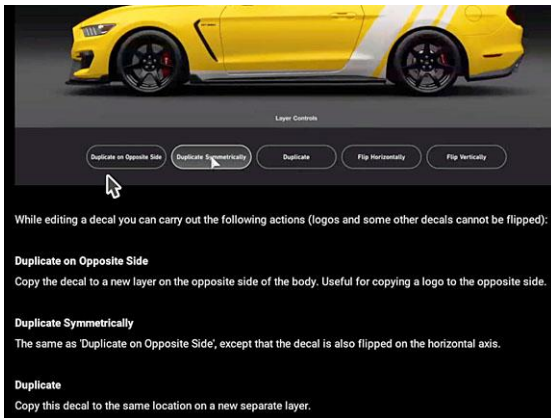 Layer Controls
Duplicate on Opposite Side
Duplicate Symmetrically
Duplicate
Flip Horizontally
Flip Vertically
While editing a decal you can carry out the following actions (logos and some other decals cannot be flipped):
Duplicate on Opposite Side
Copy the decal to a new layer on the opposite side of the body. Useful for copying a logo to the opposite side.
Duplicate Symmetrically
The same as 'Duplicate on Opposite Side', except that the decal is also flipped on the horizontal axis.
Duplicate
Copy this decal to the same location on a new separate layer.